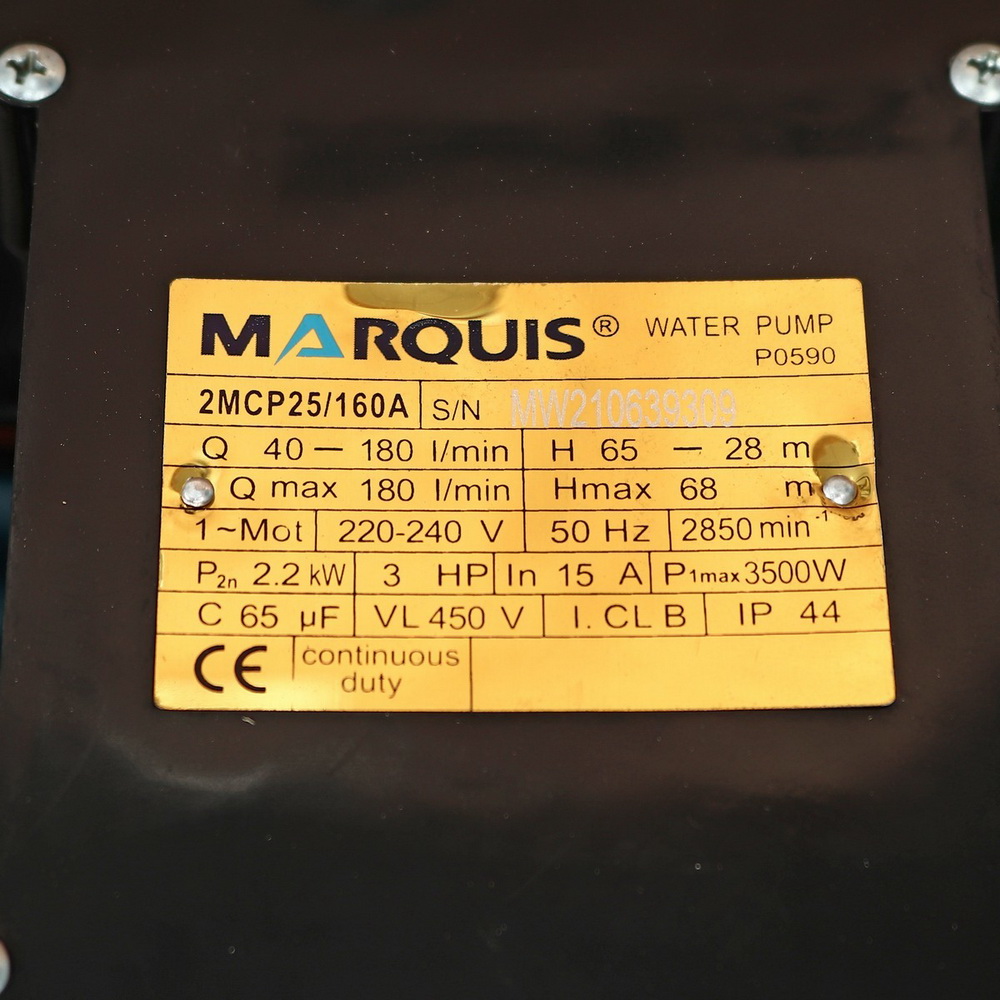 MARQUIS® WATER PUMP
P0590
2MCP25/160A S/N MW210639309
Q 40 — 180 l/min H 65 — 28 m
Q max 180 l/min Hmax 68 m
1~Mot 220-240 V 50 Hz 2850 min⁻¹
P2n 2.2 kW 3 HP In 15 A P1max 3500W
C 65 µF VL 450 V I. CL B IP 44
CE continuous
duty